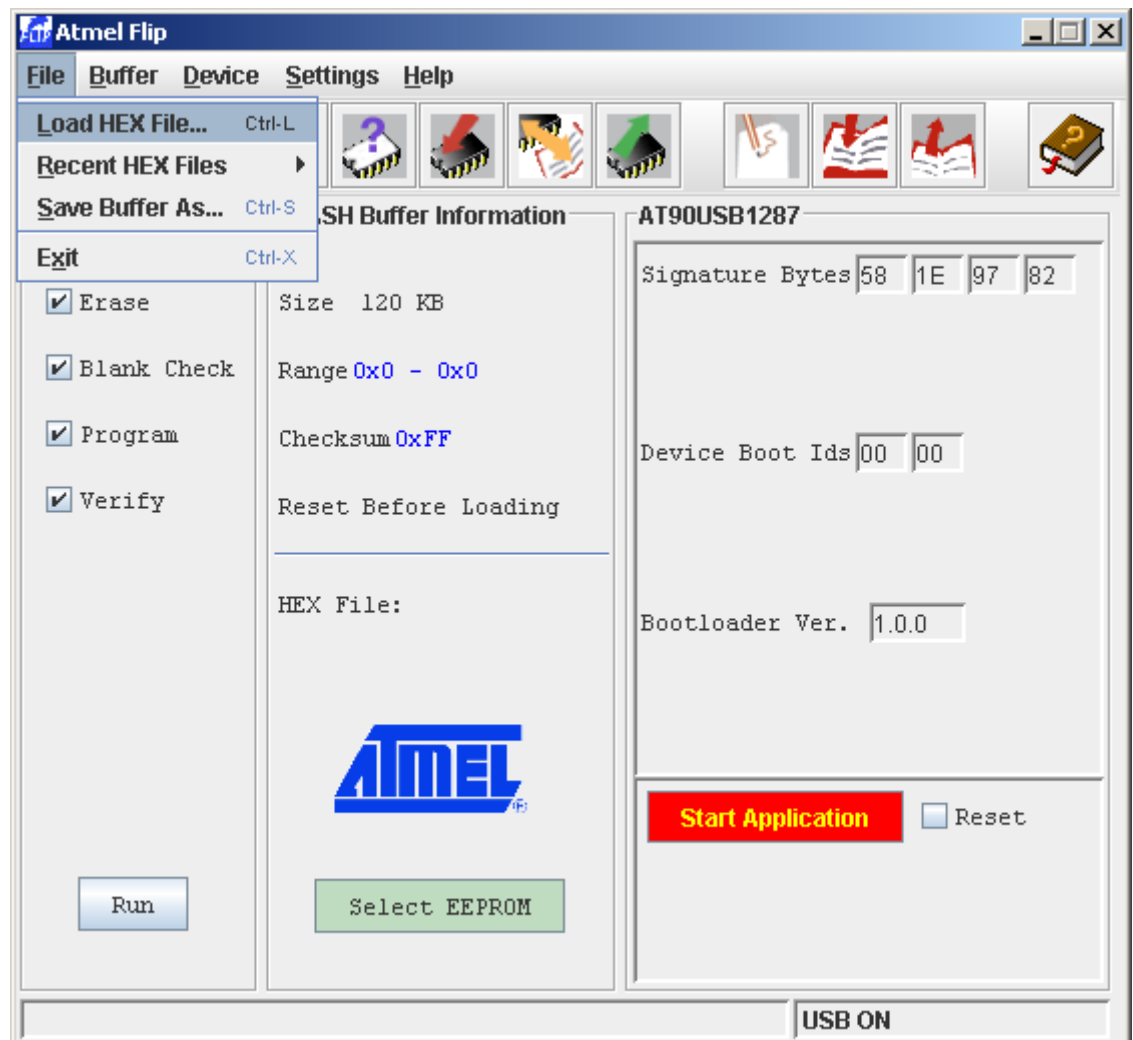 Atmel Flip
File Buffer Device Settings Help
Load HEX File... Ctrl-L
Recent HEX Files
Save Buffer As... Ctrl-S
Exit Ctrl-X
Erase
Blank Check
Program
Verify
Run
SH Buffer Information
Size 120 KB
Range 0x0 - 0x0
Checksum 0xFF
Reset Before Loading
HEX File:
ATMEL ®
Select EEPROM
AT90USB1287
Signature Bytes 58 1E 97 82
Device Boot Ids 00 00
Bootloader Ver. 1.0.0
Start Application Reset
USB ON